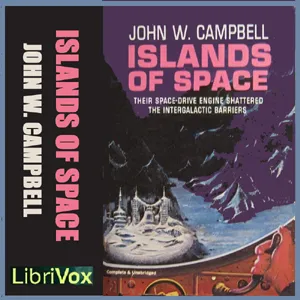 ISLANDS OF SPACE
JOHN W. CAMPBELL
LibriVox
JOHN W. CAMPBELL
ISLANDS
OF SPACE
THEIR SPACE-DRIVE ENGINE SHATTERED
THE INTERGALACTIC BARRIERS
Complete & Unabridged